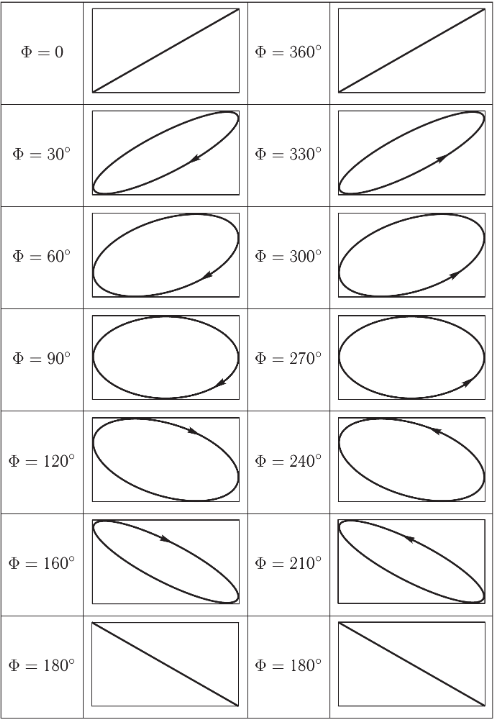 Φ = 0
Φ = 360°
Φ = 30°
Φ = 330°
Φ = 60°
Φ = 300°
Φ = 90°
Φ = 270°
Φ = 120°
Φ = 240°
Φ = 160°
Φ = 210°
Φ = 180°
Φ = 180°